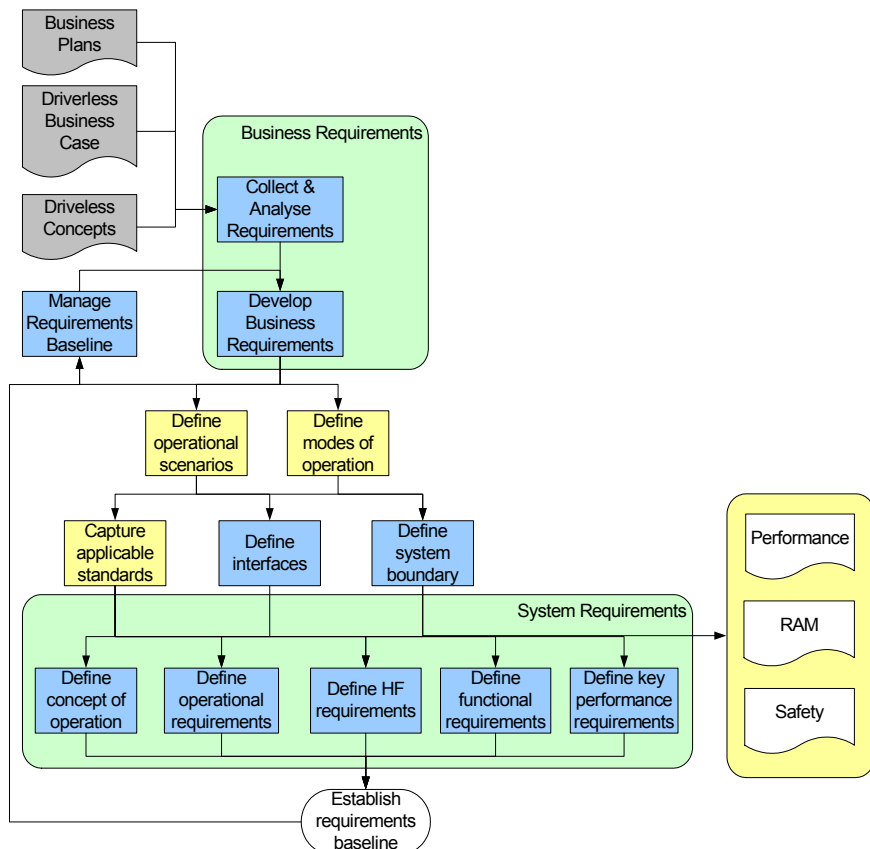 Business
Plans
Driverless
Business
Case
Driveless
Concepts
Business Requirements
Collect &
Analyse
Requirements
Manage
Requirements
Baseline
Develop
Business
Requirements
Define
operational
scenarios
Define
modes of
operation
Capture
applicable
standards
Define
interfaces
Define
system
boundary
Performance
RAM
Safety
System Requirements
Define
concept of
operation
Define
operational
requirements
Define HF
requirements
Define
functional
requirements
Define key
performance
requirements
Establish
requirements
baseline